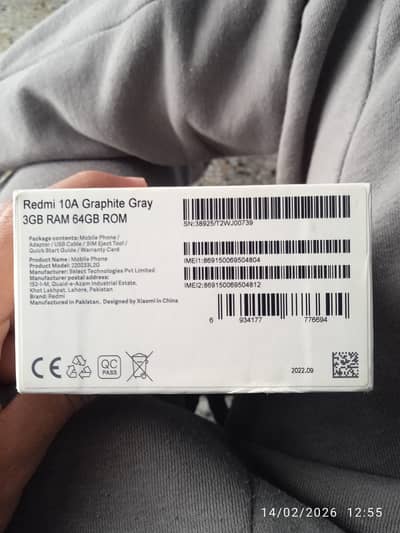 Redmi 10A Graphite Gray
3GB RAM 64GB ROM
Package contents: Mobile Phone /
Adapter / USB Cable / SIM Eject Tool /
Quick Start Guide / Warranty Card
Product Name : Mobile Phone
Product Model: 220233L2G
Manufacturer: Select Technologies Pvt Limited
Manufacturer postal address:
152-1-M, Quaid-e-Azam Industrial Estate,
Khot Lakhpat, Lahore, Pakistan
Brand: Redmi
Manufactured in Pakistan. Designed by Xiaomi in China
SN:38925/T2WJ00739
IMEI1:869150069504804
IMEI2:869150069504812
6 934177 776694 >
CE
QC
PASS
2022.09
14/02/2026 12:55